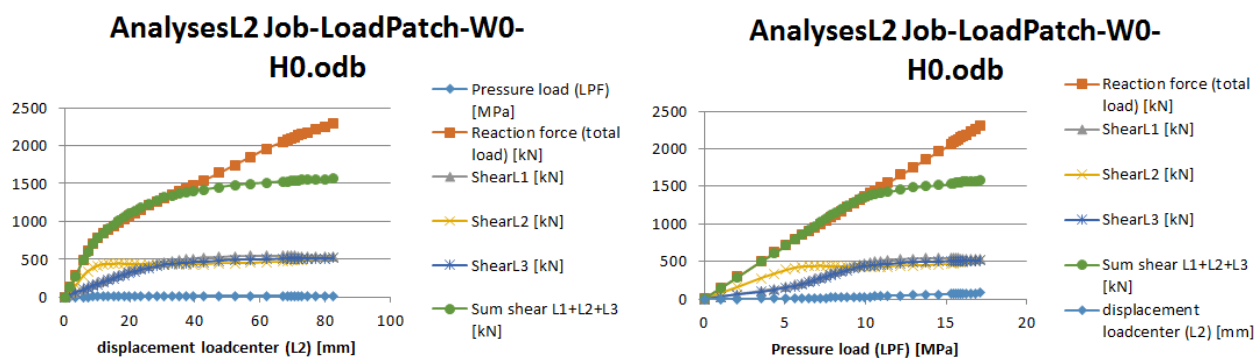 AnalysesL2 Job-LoadPatch-W0-
H0.odb
2500
2000
1500
1000
500
0
0 20 40 60 80 100
displacement loadcenter (L2) [mm]
Pressure load (LPF)
[MPa]
Reaction force (total
load) [kN]
ShearL1 [kN]
ShearL2 [kN]
ShearL3 [kN]
Sum shear L1+L2+L3
[kN]
AnalysesL2 Job-LoadPatch-W0-
H0.odb
2500
2000
1500
1000
500
0
0 5 10 15 20
Pressure load (LPF) [MPa]
Reaction force (total
load) [kN]
ShearL1 [kN]
ShearL2 [kN]
ShearL3 [kN]
Sum shear L1+L2+L3
[kN]
displacement
loadcenter (L2) [mm]